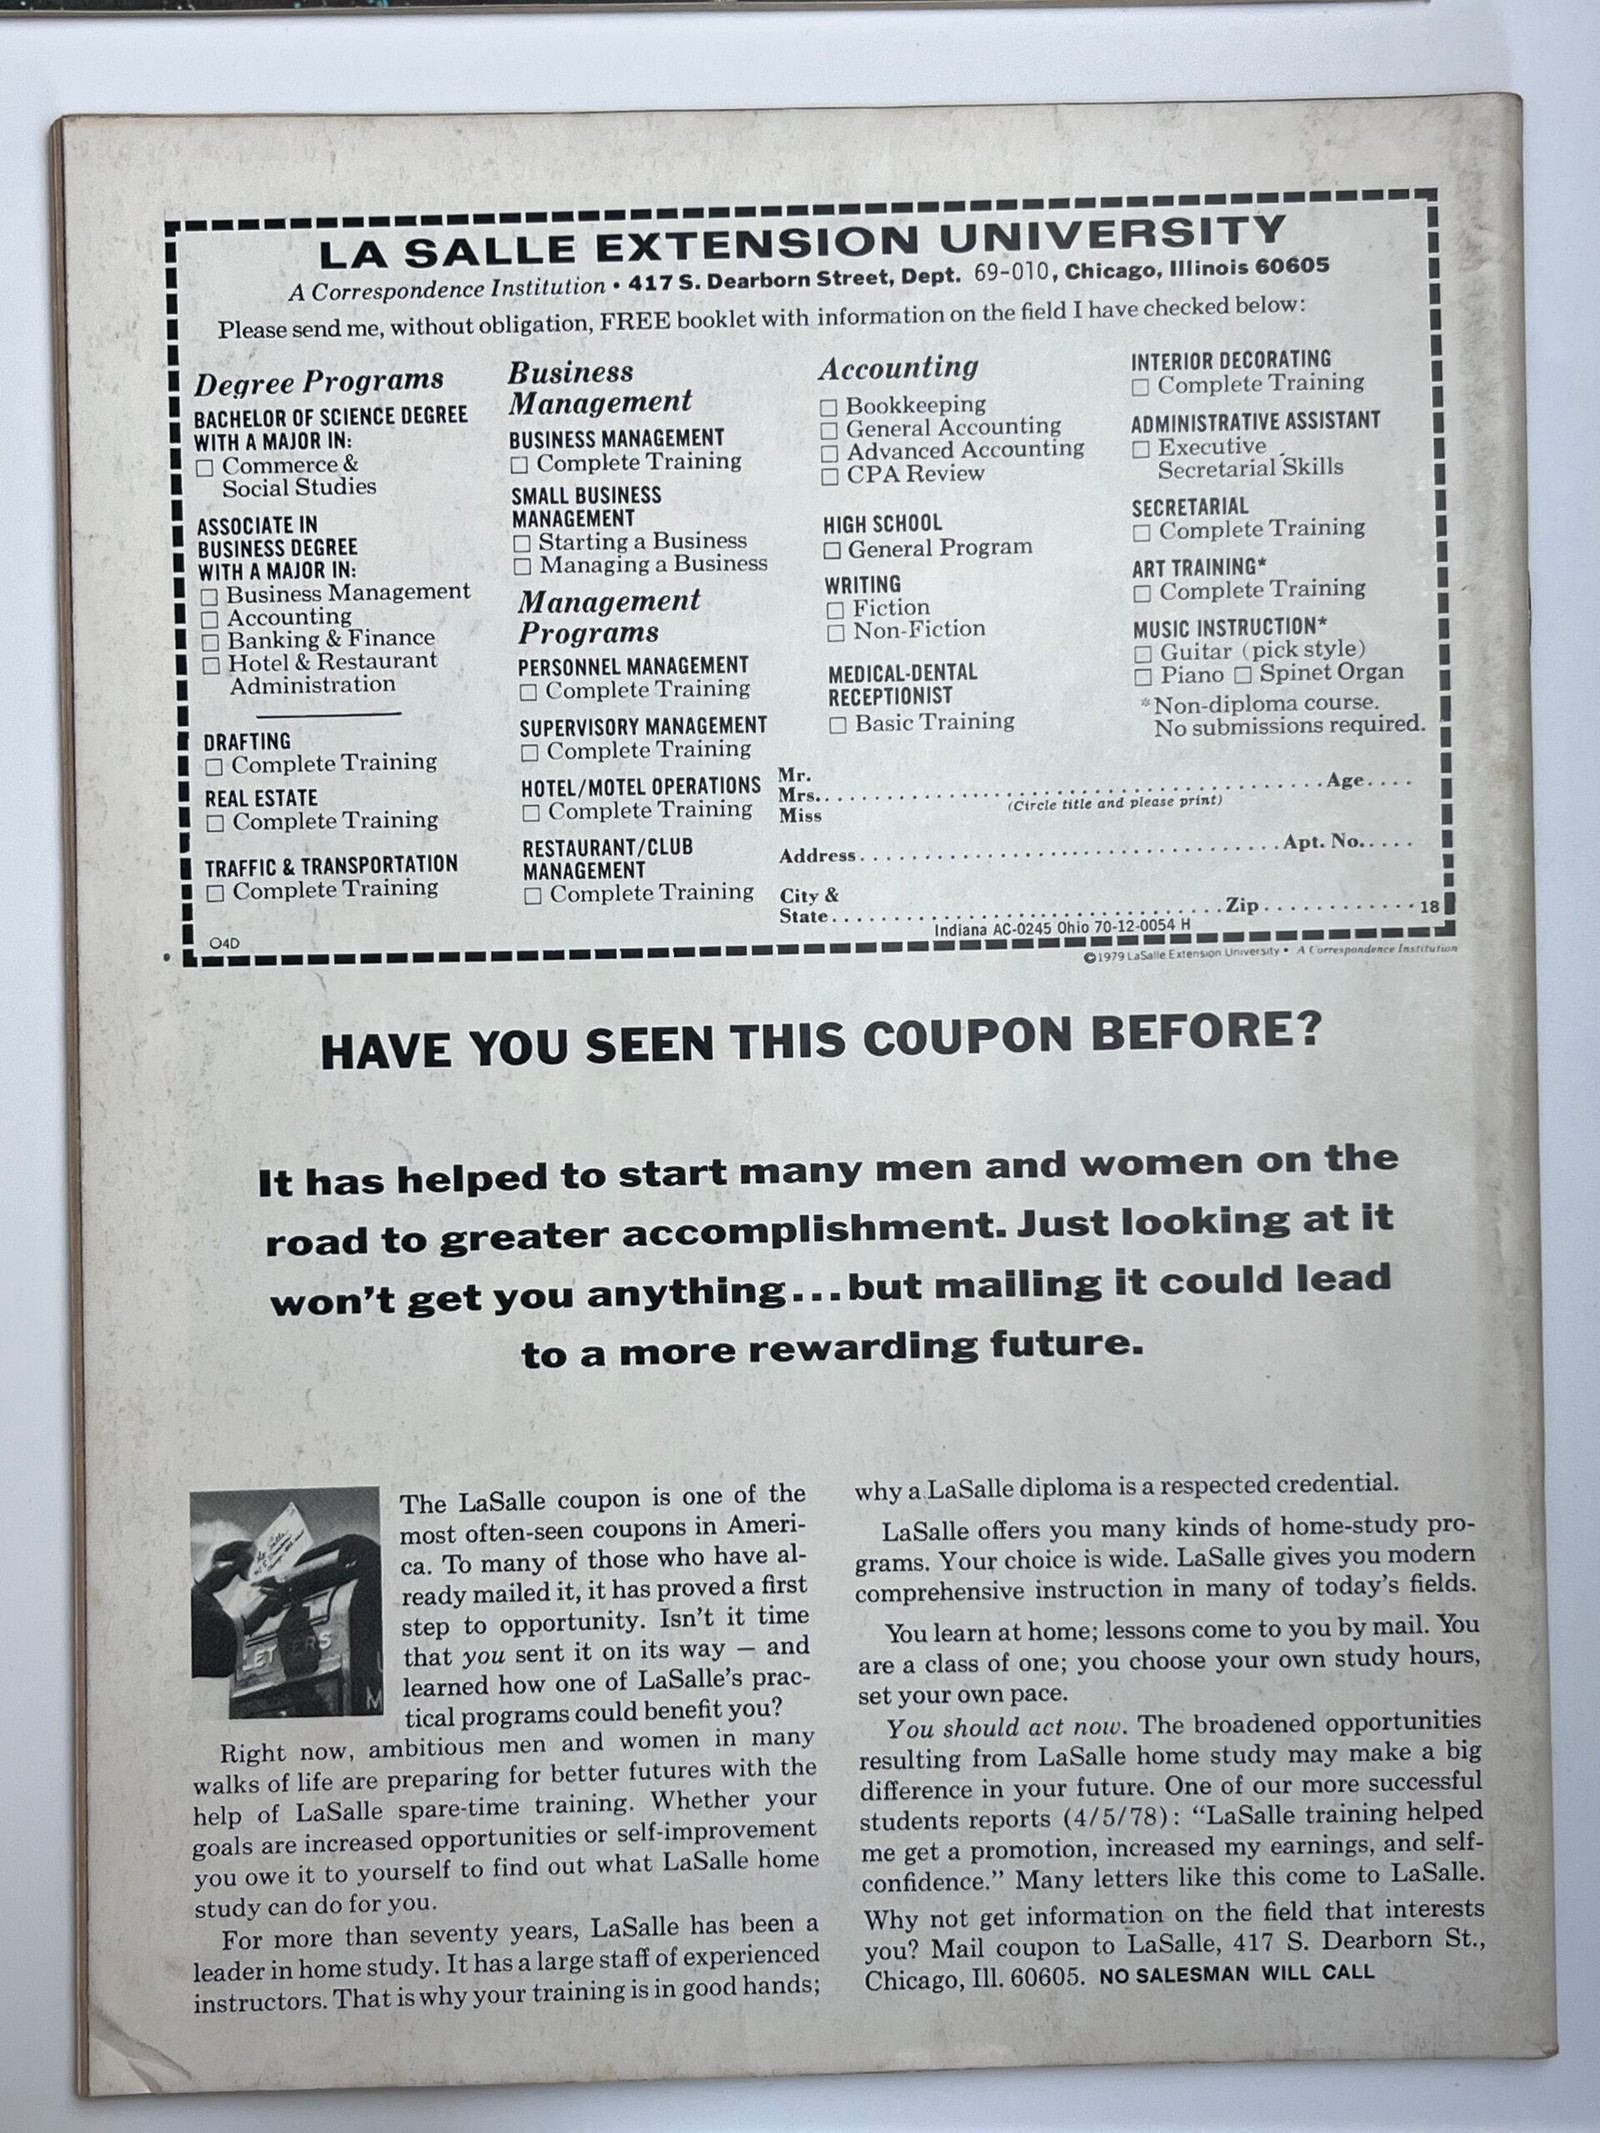 LA SALLE EXTENSION UNIVERSITY
A Correspondence Institution • 417 S. Dearborn Street, Dept. 69-010, Chicago, Illinois 60605
Please send me, without obligation, FREE booklet with information on the field I have checked below:
Degree Programs
BACHELOR OF SCIENCE DEGREE
WITH A MAJOR IN:
☐ Commerce &
Social Studies
ASSOCIATE IN
BUSINESS DEGREE
WITH A MAJOR IN:
☐ Business Management
☐ Accounting
☐ Banking & Finance
☐ Hotel & Restaurant
Administration
DRAFTING
☐ Complete Training
REAL ESTATE
☐ Complete Training
TRAFFIC & TRANSPORTATION
☐ Complete Training
O4D
Business
Management
BUSINESS MANAGEMENT
☐ Complete Training
SMALL BUSINESS
MANAGEMENT
☐ Starting a Business
☐ Managing a Business
Management
Programs
PERSONNEL MANAGEMENT
☐ Complete Training
SUPERVISORY MANAGEMENT
☐ Complete Training
HOTEL/MOTEL OPERATIONS
☐ Complete Training
RESTAURANT/CLUB
MANAGEMENT
☐ Complete Training
Accounting
☐ Bookkeeping
☐ General Accounting
☐ Advanced Accounting
☐ CPA Review
HIGH SCHOOL
☐ General Program
WRITING
☐ Fiction
☐ Non-Fiction
MEDICAL-DENTAL
RECEPTIONIST
☐ Basic Training
INTERIOR DECORATING
☐ Complete Training
ADMINISTRATIVE ASSISTANT
☐ Executive
Secretarial Skills
SECRETARIAL
☐ Complete Training
ART TRAINING*
☐ Complete Training
MUSIC INSTRUCTION*
☐ Guitar (pick style)
☐ Piano ☐ Spinet Organ
*Non-diploma course.
No submissions required.
Mr.
Mrs. Age
(Circle title and please print)
Miss
Address Apt. No.
City &
State Zip 18
Indiana AC-0245 Ohio 70-12-0054 H
©1979 LaSalle Extension University • A Correspondence Institution
HAVE YOU SEEN THIS COUPON BEFORE?
It has helped to start many men and women on the
road to greater accomplishment. Just looking at it
won't get you anything...but mailing it could lead
to a more rewarding future.
LETTERS
M
The LaSalle coupon is one of the
most often-seen coupons in Ameri-
ca. To many of those who have al-
ready mailed it, it has proved a first
step to opportunity. Isn't it time
that you sent it on its way — and
learned how one of LaSalle's prac-
tical programs could benefit you?
Right now, ambitious men and women in many
walks of life are preparing for better futures with the
help of LaSalle spare-time training. Whether your
goals are increased opportunities or self-improvement
you owe it to yourself to find out what LaSalle home
study can do for you.
For more than seventy years, LaSalle has been a
leader in home study. It has a large staff of experienced
instructors. That is why your training is in good hands;
why a LaSalle diploma is a respected credential.
LaSalle offers you many kinds of home-study pro-
grams. Your choice is wide. LaSalle gives you modern
comprehensive instruction in many of today's fields.
You learn at home; lessons come to you by mail. You
are a class of one; you choose your own study hours,
set your own pace.
You should act now. The broadened opportunities
resulting from LaSalle home study may make a big
difference in your future. One of our more successful
students reports (4/5/78): "LaSalle training helped
me get a promotion, increased my earnings, and self-
confidence." Many letters like this come to LaSalle.
Why not get information on the field that interests
you? Mail coupon to LaSalle, 417 S. Dearborn St.,
Chicago, Ill. 60605. NO SALESMAN WILL CALL